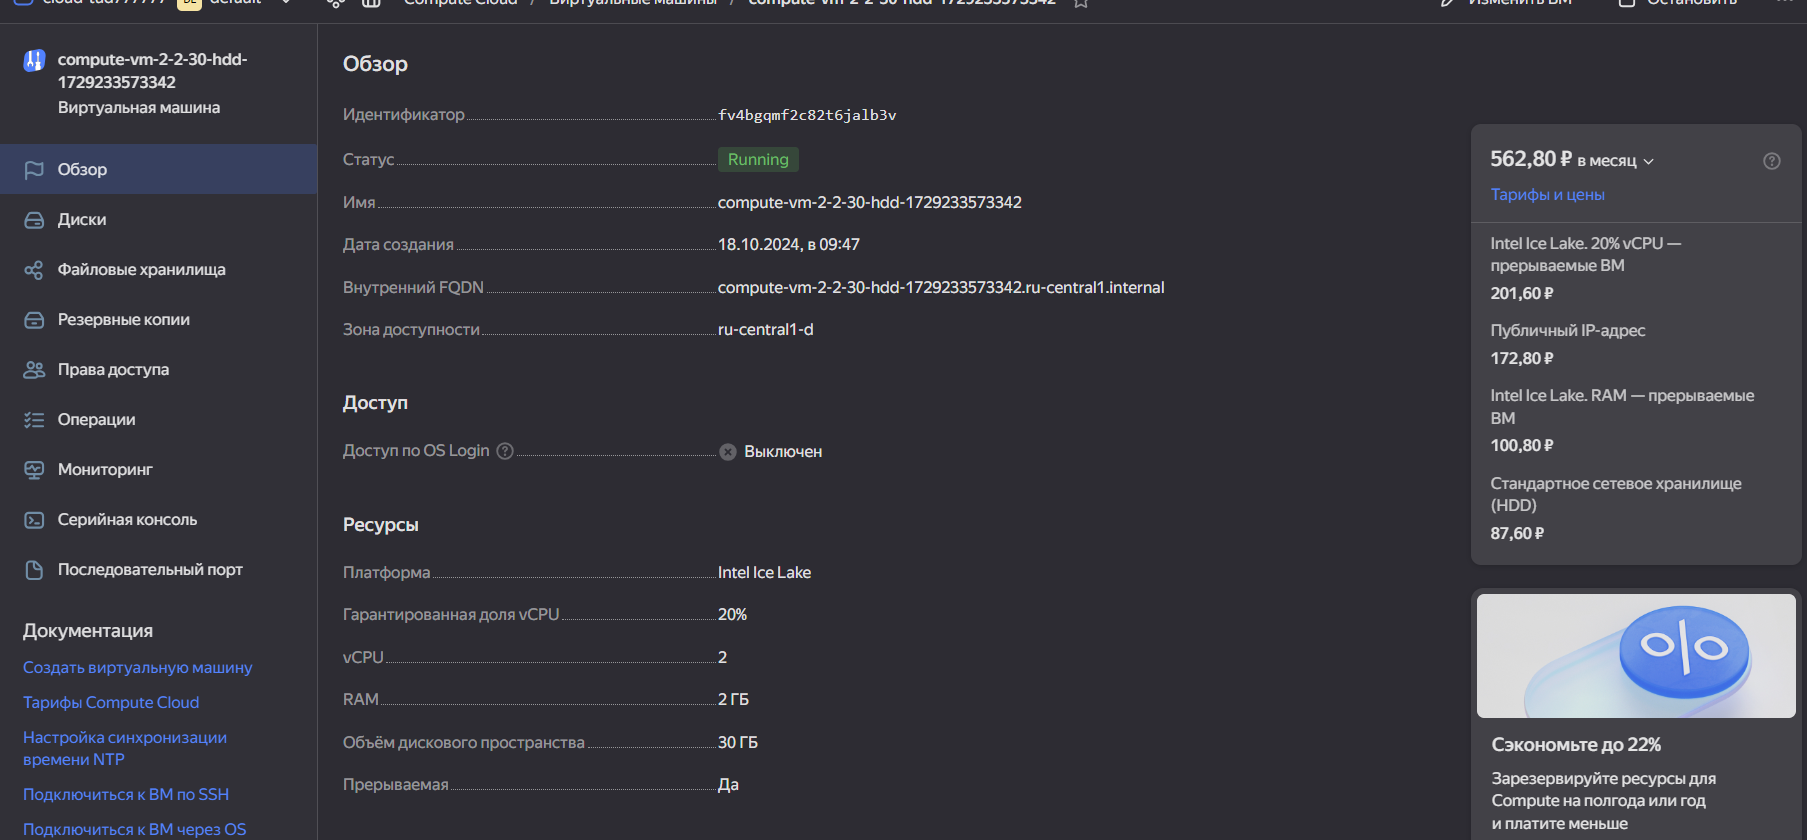 cloud-tad777777 default
Compute Cloud / Виртуальные машины / compute-vm-2-2-30-hdd-1729233573342
Изменить ВМ
Остановить
compute-vm-2-2-30-hdd-
1729233573342
Виртуальная машина
Обзор
Диски
Файловые хранилища
Резервные копии
Права доступа
Операции
Мониторинг
Серийная консоль
Последовательный порт
Документация
Создать виртуальную машину
Тарифы Compute Cloud
Настройка синхронизации
времени NTP
Подключиться к ВМ по SSH
Подключиться к ВМ через OS
Обзор
Идентификатор fv4bgqmf2c82t6jalb3v
Статус Running
Имя compute-vm-2-2-30-hdd-1729233573342
Дата создания 18.10.2024, в 09:47
Внутренний FQDN compute-vm-2-2-30-hdd-1729233573342.ru-central1.internal
Зона доступности ru-central1-d
Доступ
Доступ по OS Login ? Выключен
Ресурсы
Платформа Intel Ice Lake
Гарантированная доля vCPU 20%
vCPU 2
RAM 2 ГБ
Объём дискового пространства 30 ГБ
Прерываемая Да
562,80 ₽ в месяц ?
Тарифы и цены
Intel Ice Lake. 20% vCPU —
прерываемые ВМ
201,60 ₽
Публичный IP-адрес
172,80 ₽
Intel Ice Lake. RAM — прерываемые
ВМ
100,80 ₽
Стандартное сетевое хранилище
(HDD)
87,60 ₽
%
Сэкономьте до 22%
Зарезервируйте ресурсы для
Compute на полгода или год
и платите меньше